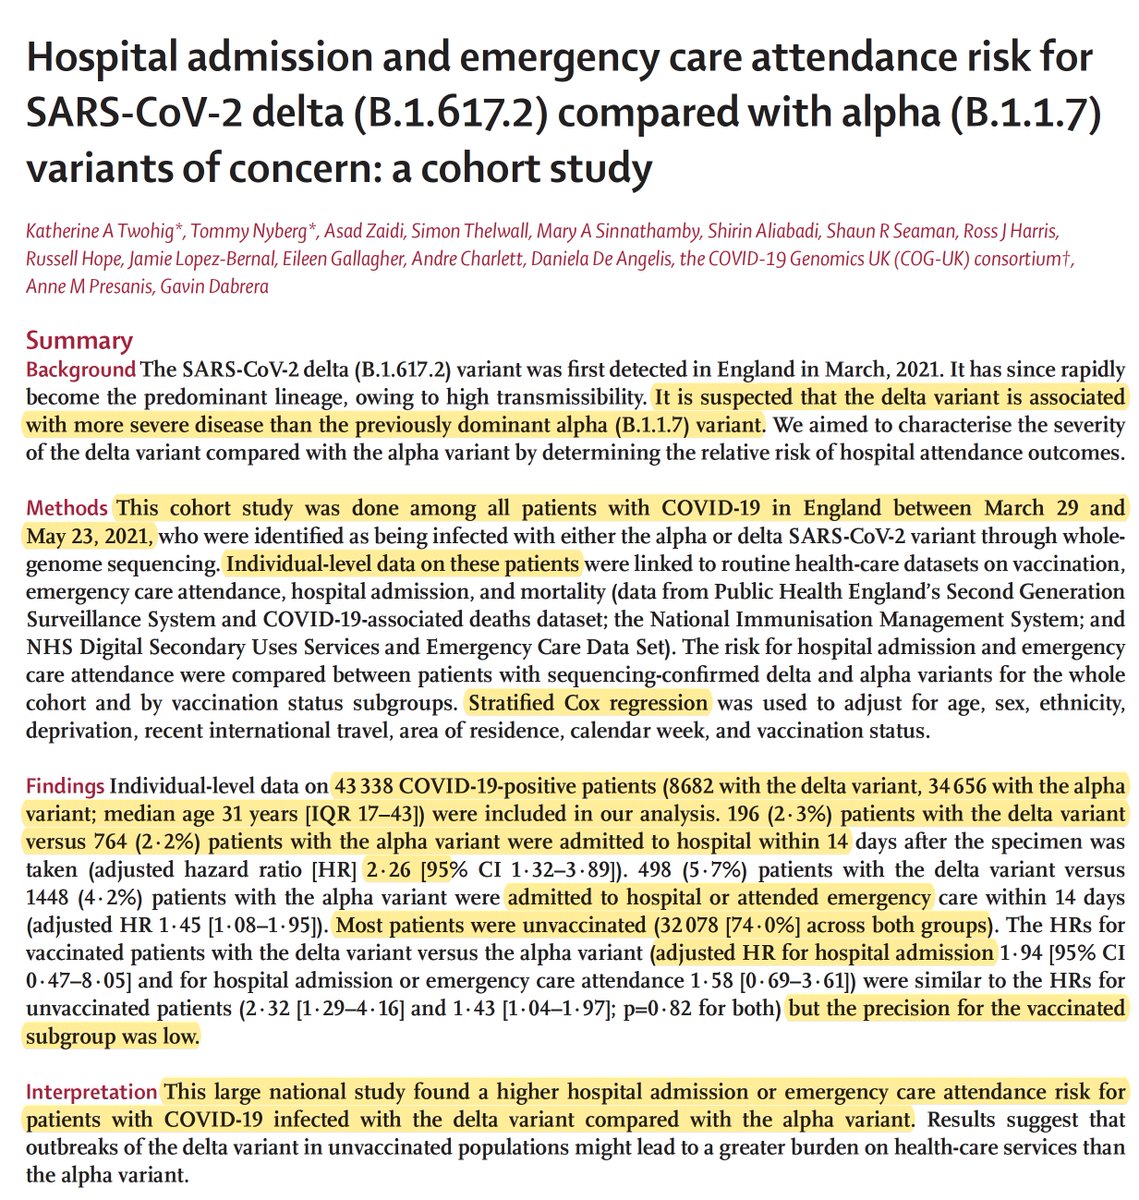 Hospital admission and emergency care attendance risk for
SARS-CoV-2 delta (B.1.617.2) compared with alpha (B.1.1.7)
variants of concern: a cohort study
Katherine A Twohig*, Tommy Nyberg*, Asad Zaidi, Simon Thelwall, Mary A Sinnathamby, Shirin Aliabadi, Shaun R Seaman, Ross J Harris,
Russell Hope, Jamie Lopez-Bernal, Eileen Gallagher, Andre Charlett, Daniela De Angelis, the COVID-19 Genomics UK (COG-UK) consortium†,
Anne M Presanis, Gavin Dabrera
Summary
Background The SARS-CoV-2 delta (B.1.617.2) variant was first detected in England in March, 2021. It has since rapidly
become the predominant lineage, owing to high transmissibility. It is suspected that the delta variant is associated
with more severe disease than the previously dominant alpha (B.1.1.7) variant. We aimed to characterise the severity
of the delta variant compared with the alpha variant by determining the relative risk of hospital attendance outcomes.
Methods This cohort study was done among all patients with COVID-19 in England between March 29 and
May 23, 2021, who were identified as being infected with either the alpha or delta SARS-CoV-2 variant through whole-
genome sequencing. Individual-level data on these patients were linked to routine health-care datasets on vaccination,
emergency care attendance, hospital admission, and mortality (data from Public Health England's Second Generation
Surveillance System and COVID-19-associated deaths dataset; the National Immunisation Management System; and
NHS Digital Secondary Uses Services and Emergency Care Data Set). The risk for hospital admission and emergency
care attendance were compared between patients with sequencing-confirmed delta and alpha variants for the whole
cohort and by vaccination status subgroups. Stratified Cox regression was used to adjust for age, sex, ethnicity,
deprivation, recent international travel, area of residence, calendar week, and vaccination status.
Findings Individual-level data on 43 338 COVID-19-positive patients (8682 with the delta variant, 34 656 with the alpha
variant; median age 31 years [IQR 17–43]) were included in our analysis. 196 (2·3%) patients with the delta variant
versus 764 (2·2%) patients with the alpha variant were admitted to hospital within 14 days after the specimen was
taken (adjusted hazard ratio [HR] 2·26 [95% CI 1·32–3·89]). 498 (5·7%) patients with the delta variant versus
1448 (4·2%) patients with the alpha variant were admitted to hospital or attended emergency care within 14 days
(adjusted HR 1·45 [1·08–1·95]). Most patients were unvaccinated (32 078 [74·0%] across both groups). The HRs for
vaccinated patients with the delta variant versus the alpha variant (adjusted HR for hospital admission 1·94 [95% CI
0·47–8·05] and for hospital admission or emergency care attendance 1·58 [0·69–3·61]) were similar to the HRs for
unvaccinated patients (2·32 [1·29–4·16] and 1·43 [1·04–1·97]; p=0·82 for both) but the precision for the vaccinated
subgroup was low.
Interpretation This large national study found a higher hospital admission or emergency care attendance risk for
patients with COVID-19 infected with the delta variant compared with the alpha variant. Results suggest that
outbreaks of the delta variant in unvaccinated populations might lead to a greater burden on health-care services than
the alpha variant.